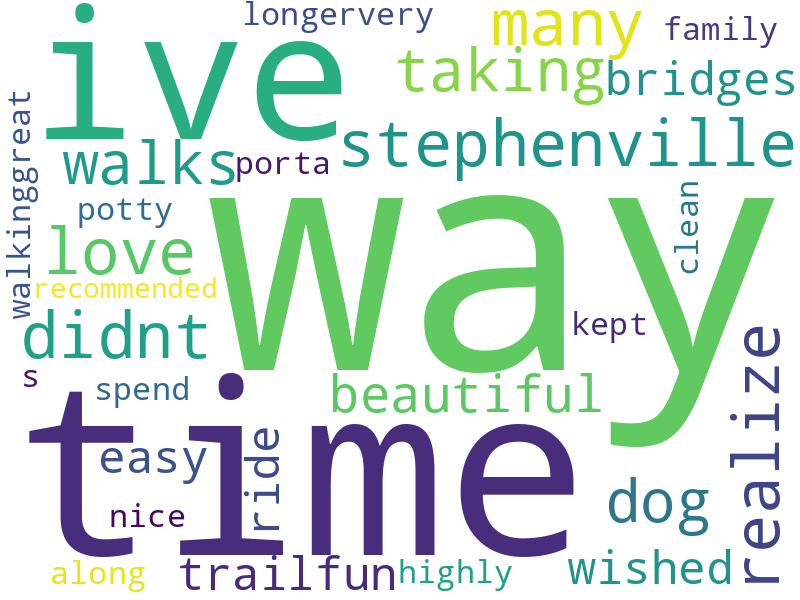 longervery
many
family
ive
taking
bridges
stephenville
walks
porta
walkinggreat
potty
way
clean
love
recommended
didnt
kept
s
time
spend
beautiful
realize
easy
ride
dog
nice
along
trailfun
highly
wished